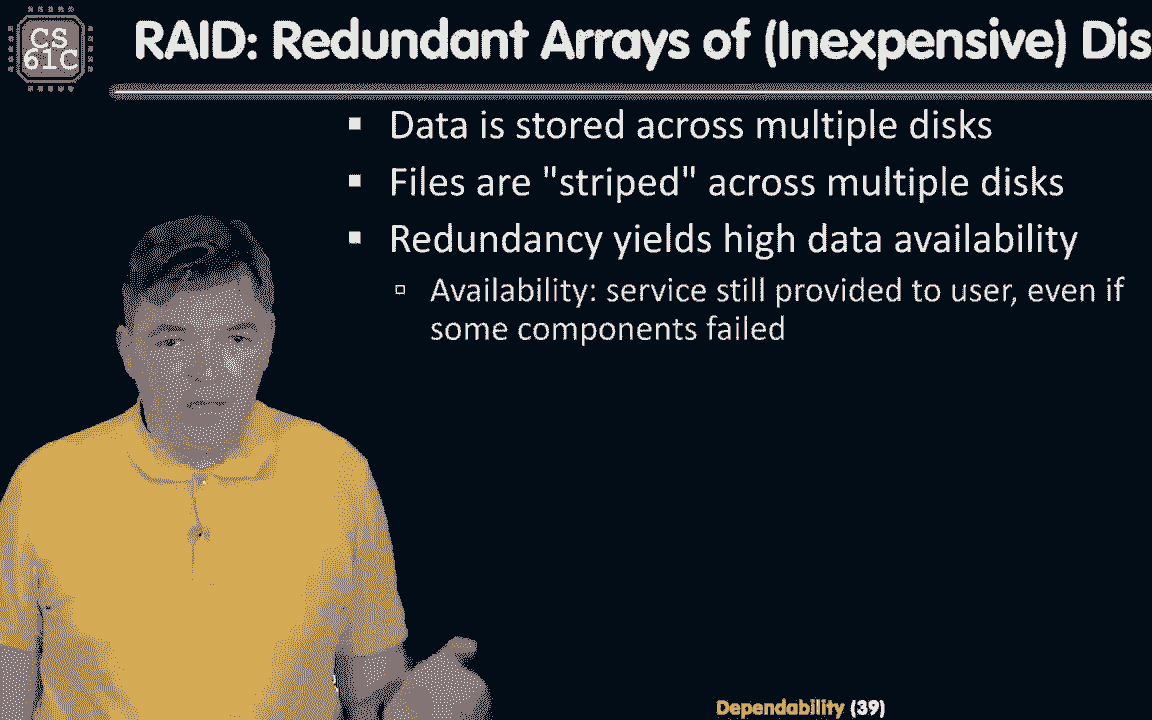 CS
61C
RAID: Redundant Arrays of (Inexpensive) Dis
Data is stored across multiple disks
Files are "striped" across multiple disks
Redundancy yields high data availability
Availability: service still provided to user, even if
some components failed
Dependability (39)